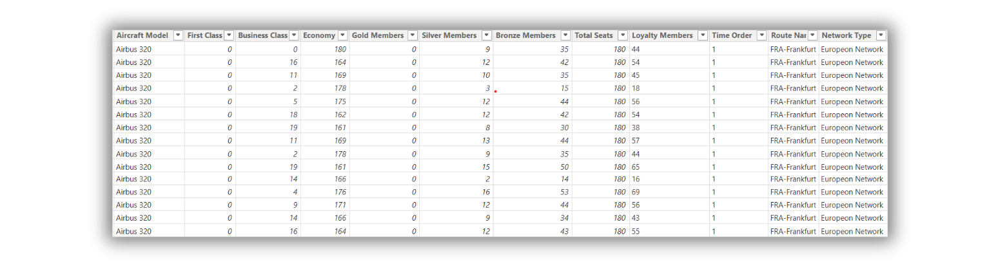 Aircraft Model First Class Business Class Economy Gold Members Silver Members Bronze Members Total Seats Loyalty Members Time Order Route Nar Network Type
Airbus 320 0 0 180 0 9 35 180 44 1 FRA-Frankfurt Europeon Network
Airbus 320 0 16 164 0 12 42 180 54 1 FRA-Frankfurt Europeon Network
Airbus 320 0 11 169 0 10 35 180 45 1 FRA-Frankfurt Europeon Network
Airbus 320 0 2 178 0 3 15 180 18 1 FRA-Frankfurt Europeon Network
Airbus 320 0 5 175 0 12 44 180 56 1 FRA-Frankfurt Europeon Network
Airbus 320 0 18 162 0 12 42 180 54 1 FRA-Frankfurt Europeon Network
Airbus 320 0 19 161 0 8 30 180 38 1 FRA-Frankfurt Europeon Network
Airbus 320 0 11 169 0 13 44 180 57 1 FRA-Frankfurt Europeon Network
Airbus 320 0 2 178 0 9 35 180 44 1 FRA-Frankfurt Europeon Network
Airbus 320 0 19 161 0 15 50 180 65 1 FRA-Frankfurt Europeon Network
Airbus 320 0 14 166 0 2 14 180 16 1 FRA-Frankfurt Europeon Network
Airbus 320 0 4 176 0 16 53 180 69 1 FRA-Frankfurt Europeon Network
Airbus 320 0 9 171 0 12 44 180 56 1 FRA-Frankfurt Europeon Network
Airbus 320 0 14 166 0 9 34 180 43 1 FRA-Frankfurt Europeon Network
Airbus 320 0 16 164 0 12 43 180 55 1 FRA-Frankfurt Europeon Network